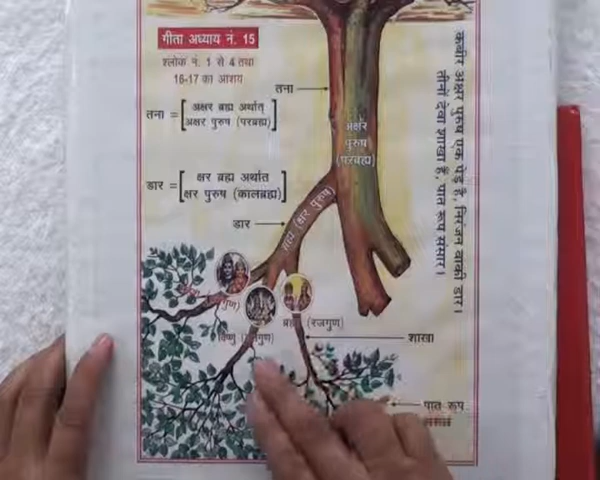 गीता अध्याय नं. 15
श्लोक नं. 1 से 4 तथा
16-17 का आशय
तना
तना = अक्षर ब्रह्म अर्थात्
अक्षर पुरुष (परब्रह्म)
अक्षर
पुरुष
(परब्रह्म)
डार = क्षर ब्रह्म अर्थात
क्षर पुरुष (कालब्रह्म)
डार
(क्षर पुरुष)
कबीर अक्षर पुरुष एक पेड़ है, निरंजन वाकी डार।
तीनों देवा शाखा हैं, पात रूप संसार।
विष्णु
(रजगुण)
शाखा
पात रूप